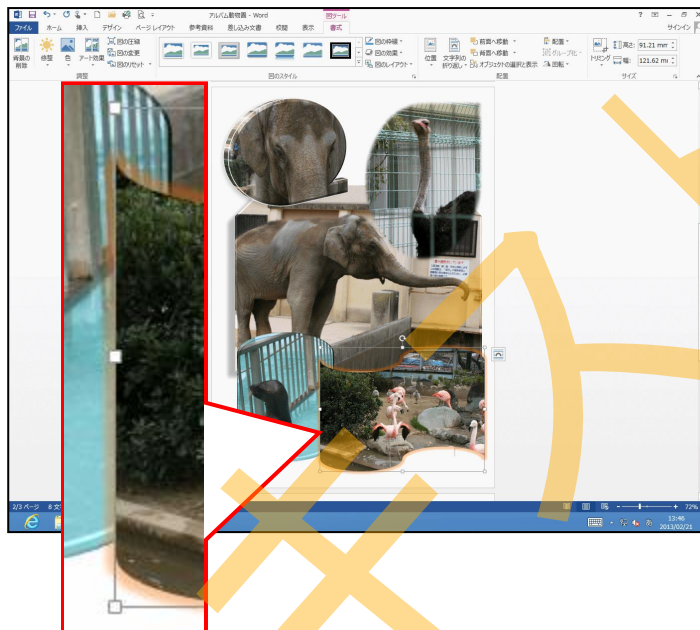 アルバム動物園 - Word
図ツール
ファイル ホーム 挿入 デザイン ページ レイアウト 参考資料 差し込み文書 校閲 表示 書式 サインイン
背景の削除 修整 色 アート効果
図の圧縮
図の変更
図のリセット
調整
図のスタイル
図の枠線
図の効果
図のレイアウト
位置 文字列の折り返し
前面へ移動
背面へ移動
オブジェクトの選択と表示
配置
グループ化
回転
配置
トリミング
高さ: 91.21 mm
幅: 121.62 mm
サイズ
2/3 ページ 8 文
72%
13:46
2013/02/21